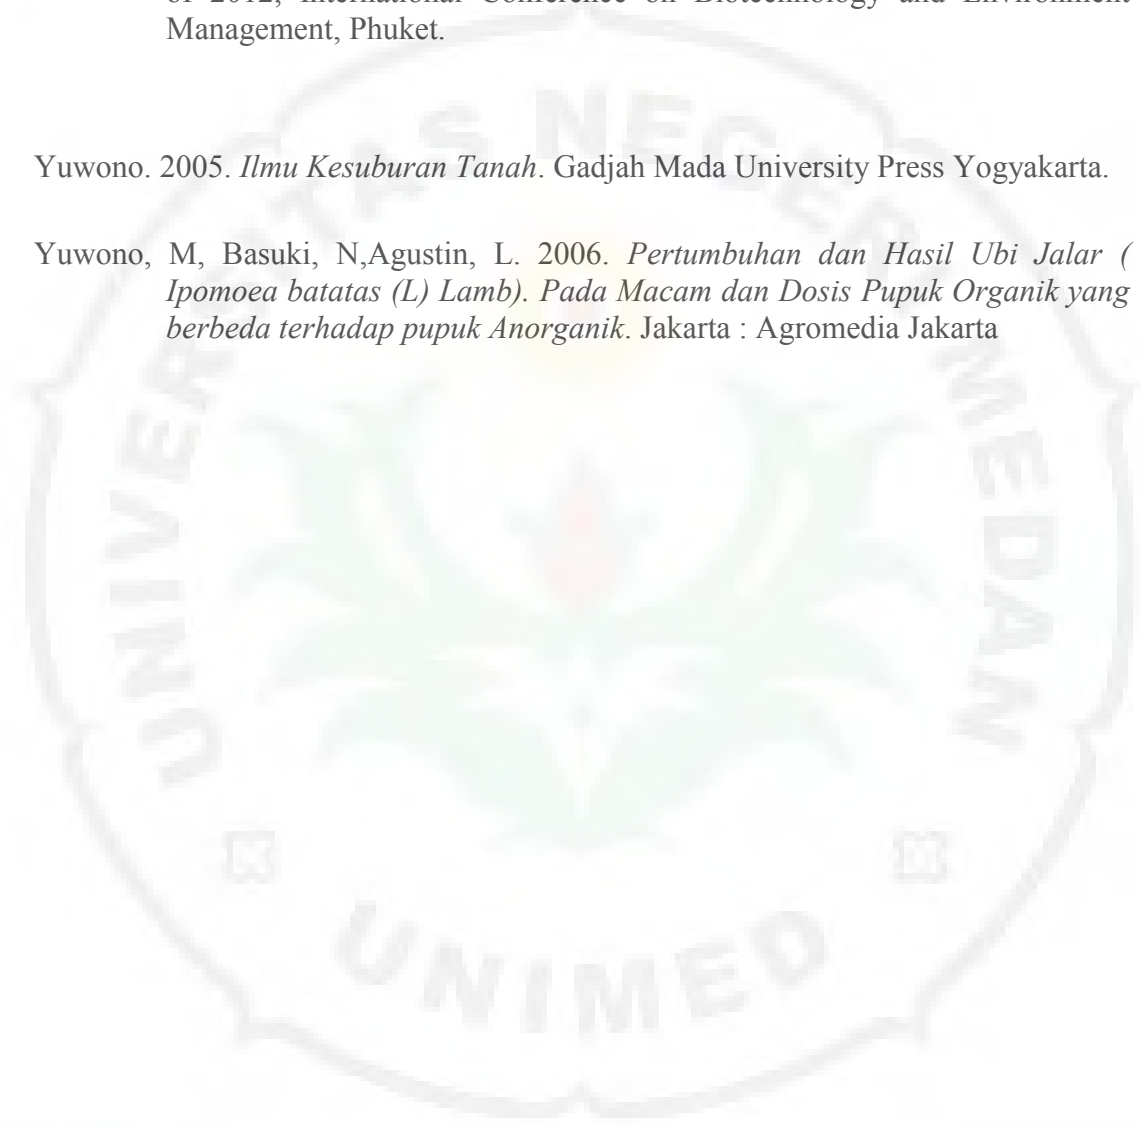 of 2012, International Conference on Biotechnology and Environment
Management, Phuket.
Yuwono. 2005. Ilmu Kesuburan Tanah. Gadjah Mada University Press Yogyakarta.
Yuwono, M, Basuki, N,Agustin, L. 2006. Pertumbuhan dan Hasil Ubi Jalar (
Ipomoea batatas (L) Lamb). Pada Macam dan Dosis Pupuk Organik yang
berbeda terhadap pupuk Anorganik. Jakarta : Agromedia Jakarta
UNIVERSITAS NEGERI MEDAN
UNIMED